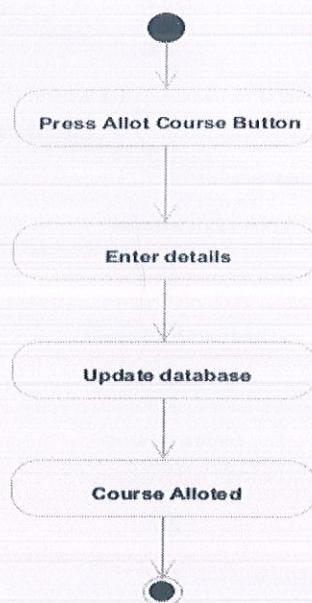 Press Allot Course Button
Enter details
Update database
Course Alloted